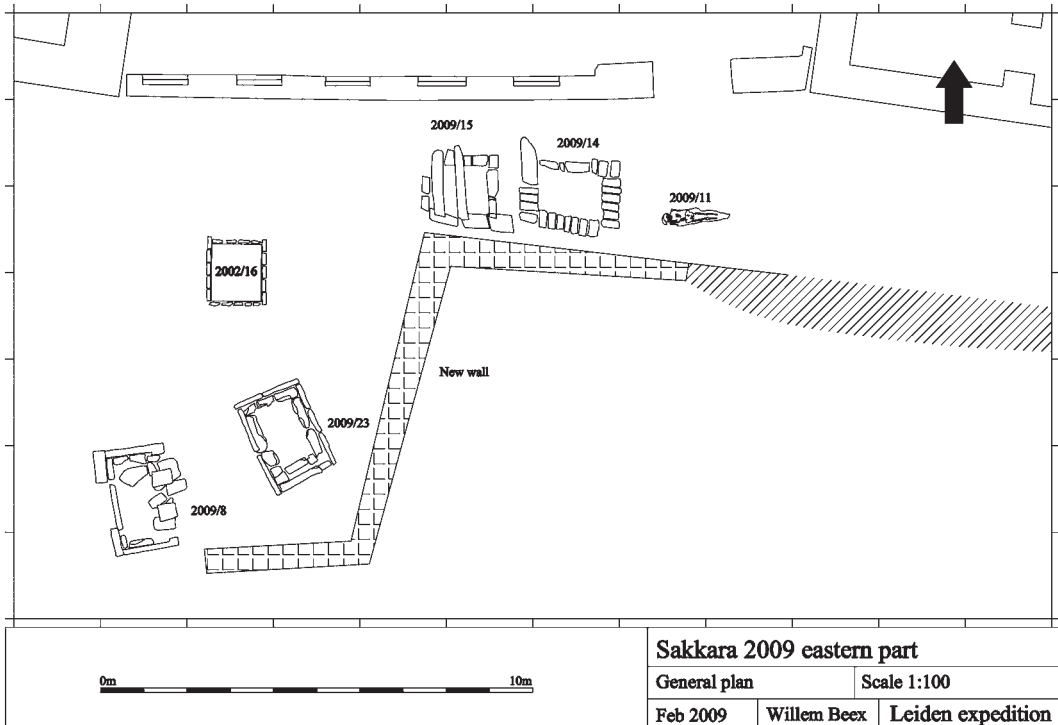 2009/15
2009/14
2009/11
2002/16
New wall
2009/23
2009/8
0m 10m
Sakkara 2009 eastern part
General plan Scale 1:100
Feb 2009 Willem Beex Leiden expedition